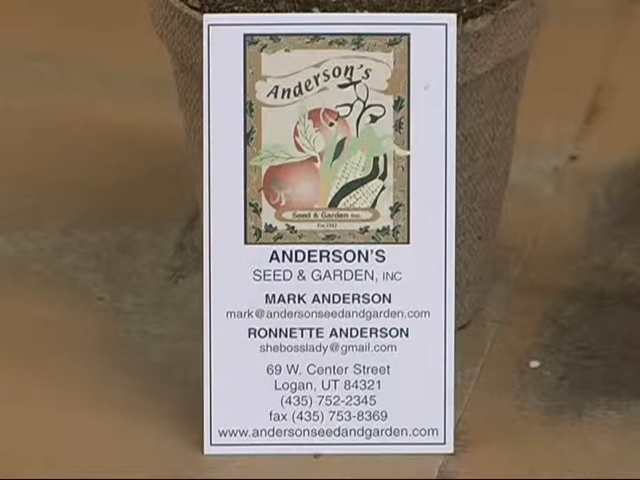 Anderson's
Seed & Garden Inc.
ANDERSON'S
SEED & GARDEN, INC
MARK ANDERSON
mark@andersonseedandgarden.com
RONNETTE ANDERSON
shebosslady@gmail.com
69 W. Center Street
Logan, UT 84321
(435) 752-2345
fax (435) 753-8369
www.andersonseedandgarden.com